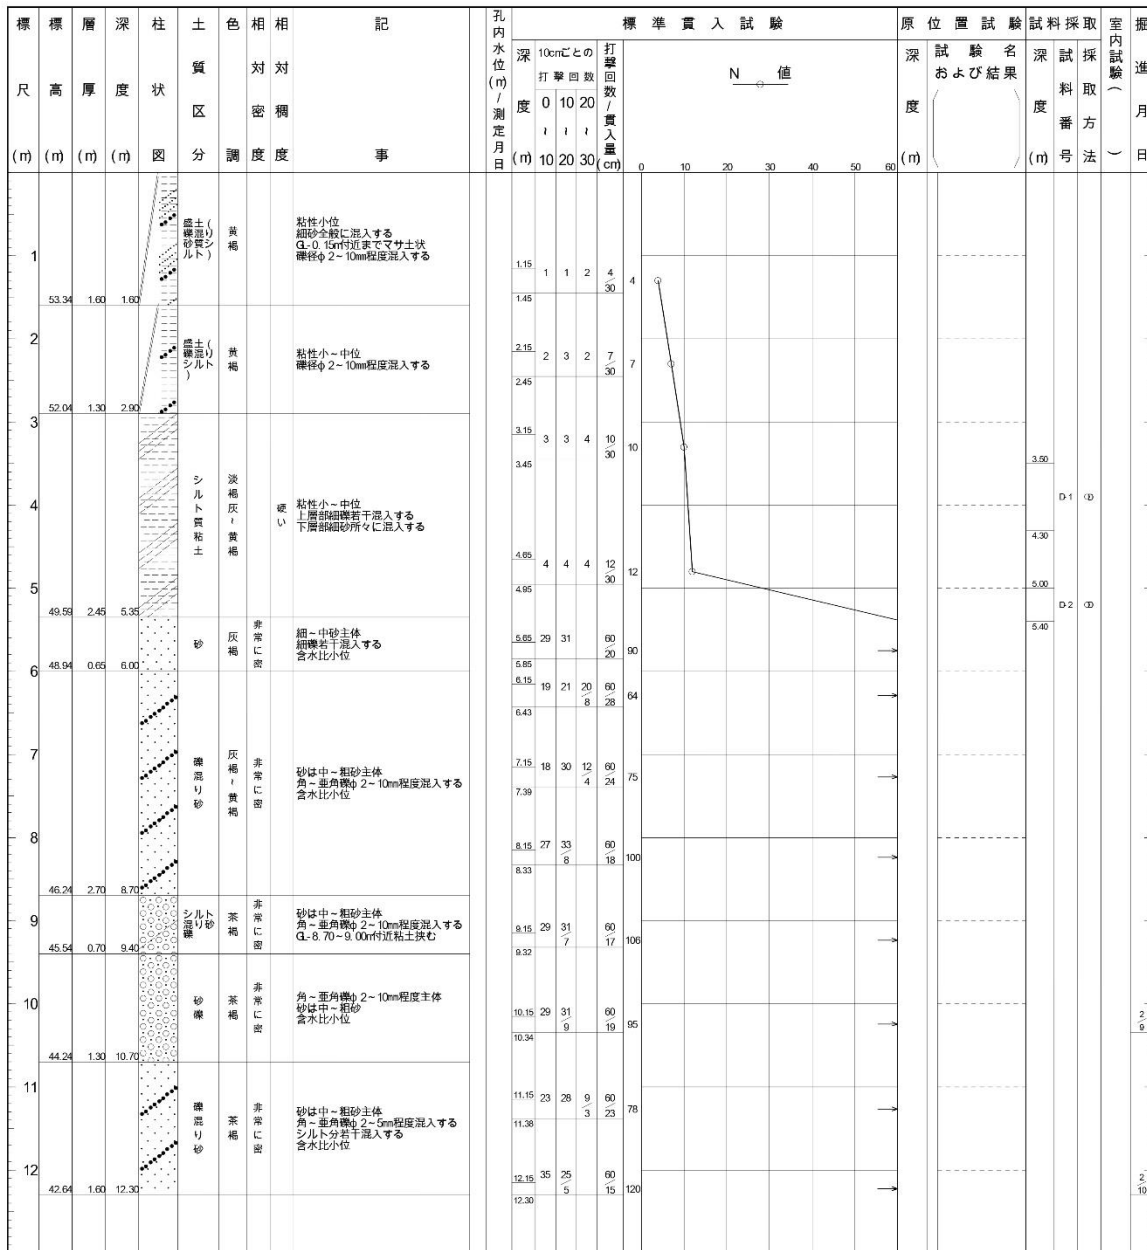 標尺(m)
標高(m)
層厚(m)
深度(m)
柱状図
土質区分
色調
相対密度
相対稠度
記事
孔内水位(m)/測定月日
標準貫入試験
深度(m)
10cmごとの打撃回数
0~10
10~20
20~30
打撃回数/貫入量(cm)
N値
0 10 20 30 40 50 60
原位置試験
深度(m)
試験名および結果
試料採取
深度(m)
試料番号
採取方法
室内試験( )
掘進月日
1
盛土(礫混り砂質シルト)
黄褐
粘性小位
細砂全般に混入する
GL-0.15m付近までマサ土状
礫径φ2~10mm程度混入する
1.15 1 1 2 4/30 4
1.45
53.34 1.60 1.60
2
盛土(礫混りシルト)
黄褐
粘性小~中位
礫径φ2~10mm程度混入する
2.15 2 3 2 7/30 7
2.45
52.04 1.30 2.90
3
3.15 3 3 4 10/30 10
3.45
3.50
シルト質粘土
淡褐灰~黄褐
硬い
粘性小~中位
上層部細礫若干混入する
下層部細砂所々に混入する
D-1
4
4.30
4.65 4 4 4 12/30 12
4.95
5
5.00
D-2
5.40
49.59 2.45 5.35
砂
灰褐
非常に密
細~中砂主体
細礫若干混入する
含水比小位
5.65 29 31 60/20 90
5.85
48.94 0.65 6.00
6
6.15 19 21 20/8 60/28 64
6.43
7
礫混り砂
灰褐~黄褐
非常に密
砂は中~粗砂主体
角~亜角礫φ2~10mm程度混入する
含水比小位
7.15 18 30 12/4 60/24 75
7.39
8
8.15 27 33/8 60/18 100
8.33
46.24 2.70 8.70
9
シルト混り砂礫
茶褐
非常に密
砂は中~粗砂主体
角~亜角礫φ2~10mm程度混入する
GL-8.70~9.00m付近粘土挟む
9.15 29 31/7 60/17 106
9.32
45.54 0.70 9.40
10
砂礫
茶褐
非常に密
角~亜角礫φ2~10mm程度主体
砂は中~粗砂
含水比小位
10.15 29 31/9 60/19 95
10.34
2/9
44.24 1.30 10.70
11
礫混り砂
茶褐
非常に密
砂は中~粗砂主体
角~亜角礫φ2~5mm程度混入する
シルト分若干混入する
含水比小位
11.15 23 28 9/3 60/23 78
11.38
12
12.15 35 25/5 60/15 120
12.30
2/10
42.64 1.60 12.30